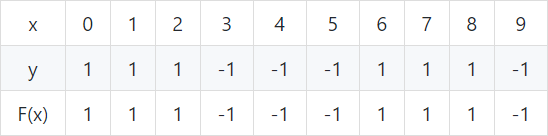 x 0 1 2 3 4 5 6 7 8 9
y 1 1 1 -1 -1 -1 1 1 1 -1
F(x) 1 1 1 -1 -1 -1 1 1 1 -1